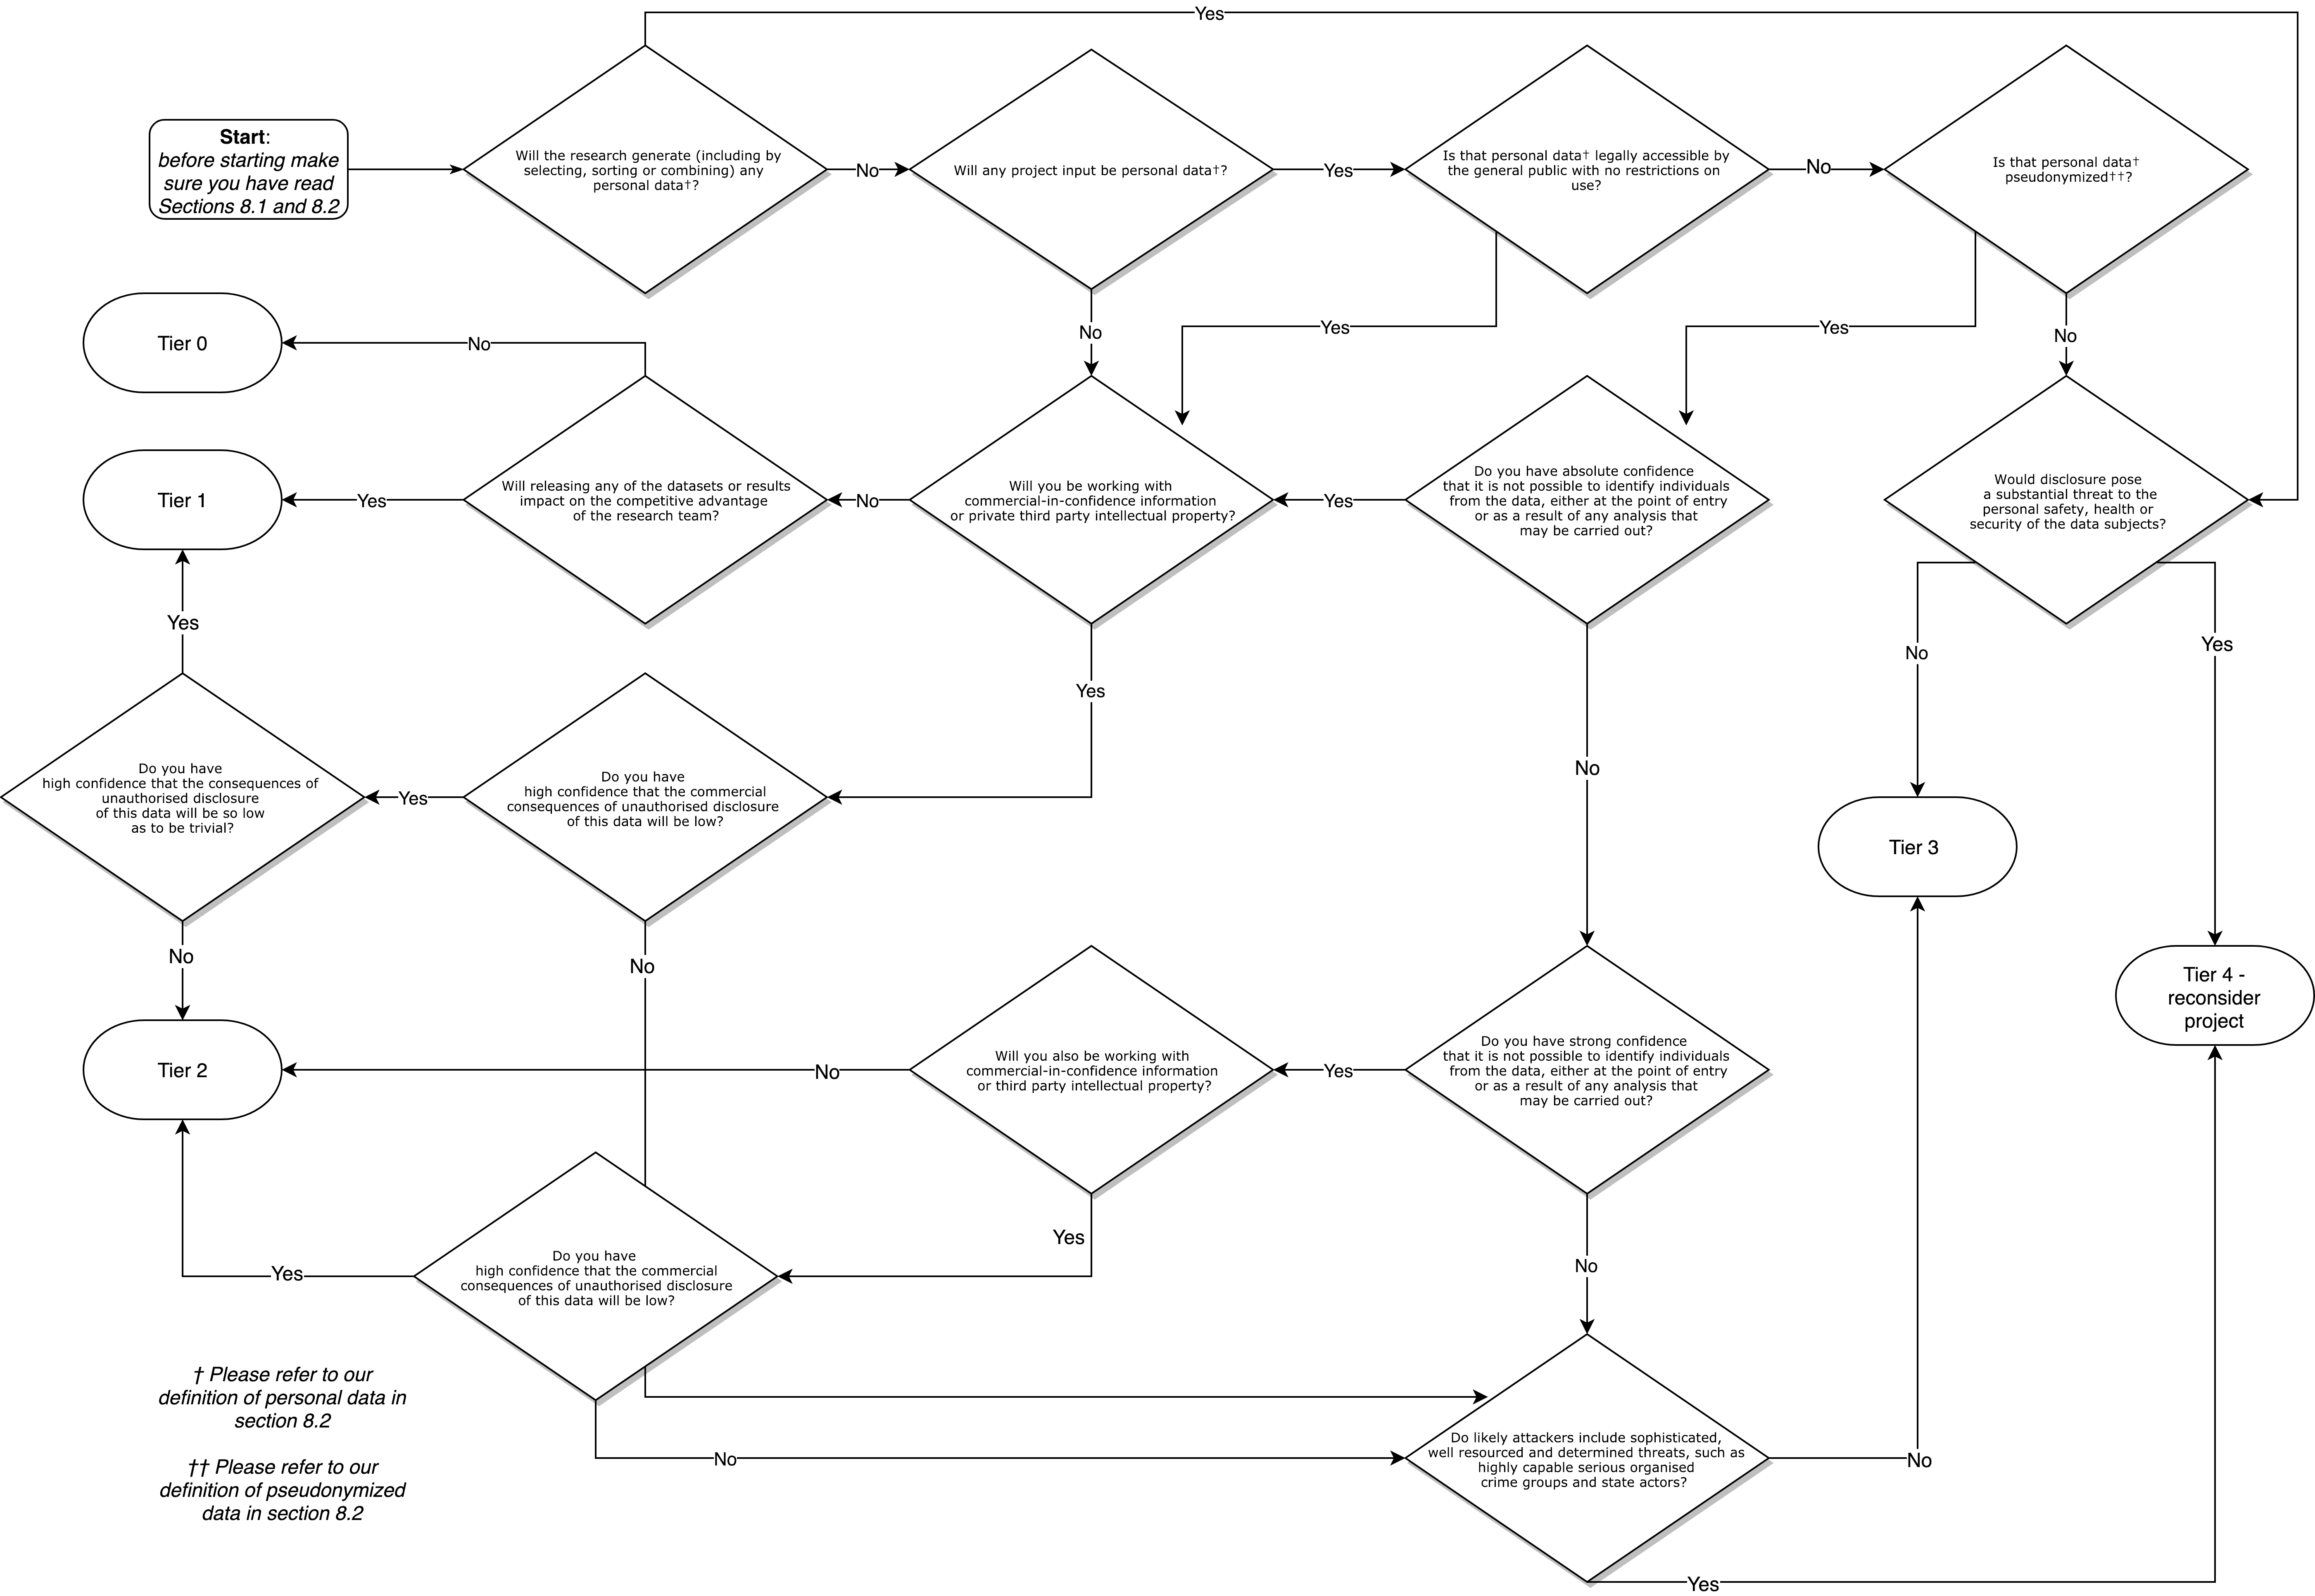 Yes
Start:
before starting make
sure you have read
Sections 8.1 and 8.2
Will the research generate (including by
selecting, sorting or combining) any
personal data†?
No
Will any project input be personal data†?
Yes
Is that personal data† legally accessible by
the general public with no restrictions on
use?
No
Is that personal data†
pseudonymized††?
Tier 0
No
No
Yes
Yes
No
Tier 1
Yes
Will releasing any of the datasets or results
impact on the competitive advantage
of the research team?
No
Will you be working with
commercial-in-confidence information
or private third party intellectual property?
Yes
Do you have absolute confidence
that it is not possible to identify individuals
from the data, either at the point of entry
or as a result of any analysis that
may be carried out?
Would disclosure pose
a substantial threat to the
personal safety, health or
security of the data subjects?
Yes
Yes
No
No
Yes
Do you have
high confidence that the consequences of
unauthorised disclosure
of this data will be so low
as to be trivial?
Yes
Do you have
high confidence that the commercial
consequences of unauthorised disclosure
of this data will be low?
Tier 3
No
No
Tier 4 -
reconsider
project
Tier 2
No
Will you also be working with
commercial-in-confidence information
or third party intellectual property?
Yes
Do you have strong confidence
that it is not possible to identify individuals
from the data, either at the point of entry
or as a result of any analysis that
may be carried out?
Yes
No
Yes
Do you have
high confidence that the commercial
consequences of unauthorised disclosure
of this data will be low?
† Please refer to our
definition of personal data in
section 8.2
†† Please refer to our
definition of pseudonymized
data in section 8.2
No
Do likely attackers include sophisticated,
well resourced and determined threats, such as
highly capable serious organised
crime groups and state actors?
No
Yes